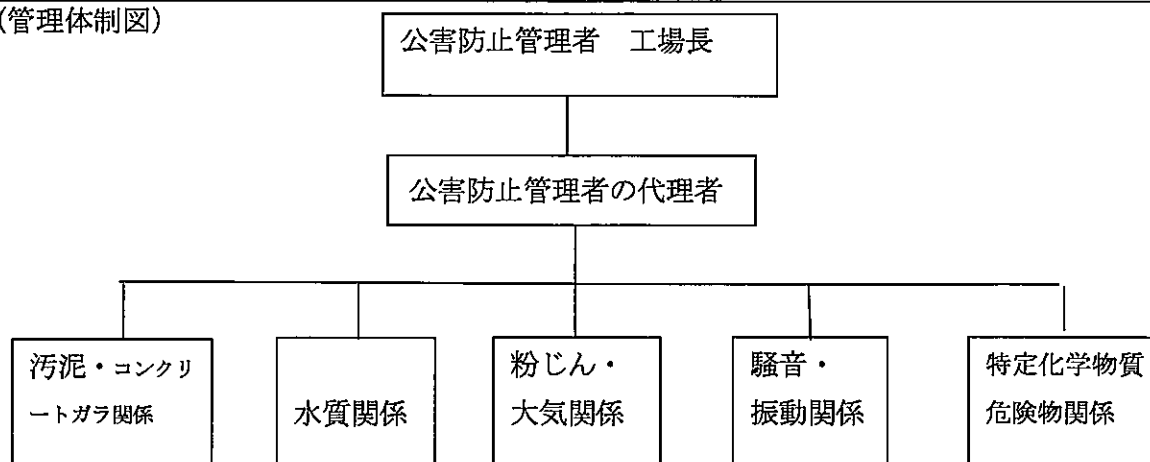 (管理体制図)
公害防止管理者　工場長
公害防止管理者の代理者
汚泥・コンクリ
ートガラ関係
水質関係
粉じん・
大気関係
騒音・
振動関係
特定化学物質
危険物関係